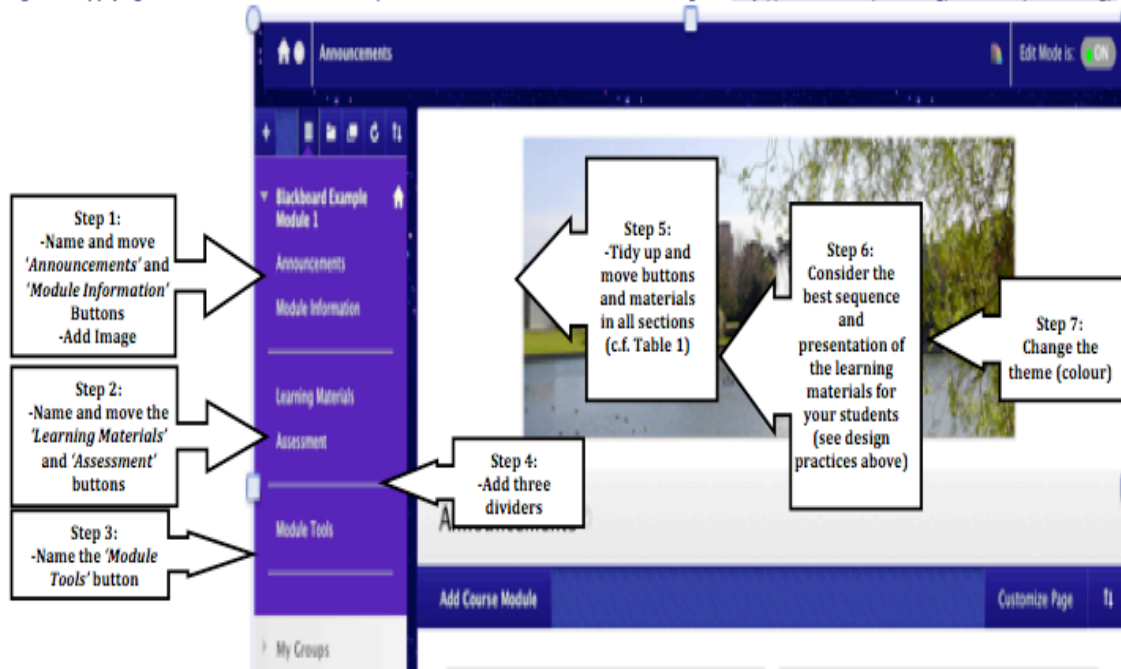 Announcements
Edit Mode is:
ON
Blackboard Example
Module 1
Announcements
Module Information
Learning Materials
Assessment
Module Tools
My Groups
Step 1:
-Name and move
'Announcements' and
'Module Information'
Buttons
-Add Image
Step 2:
-Name and move the
'Learning Materials'
and 'Assessment'
buttons
Step 3:
-Name the 'Module
Tools' button
Step 4:
-Add three
dividers
Step 5:
-Tidy up and
move buttons
and materials
in all sections
(c.f. Table 1)
Step 6:
Consider the
best sequence
and
presentation of
the learning
materials for
your students
(see design
practices above)
Step 7:
Change the
theme (colour)
Add Course Module
Customize Page